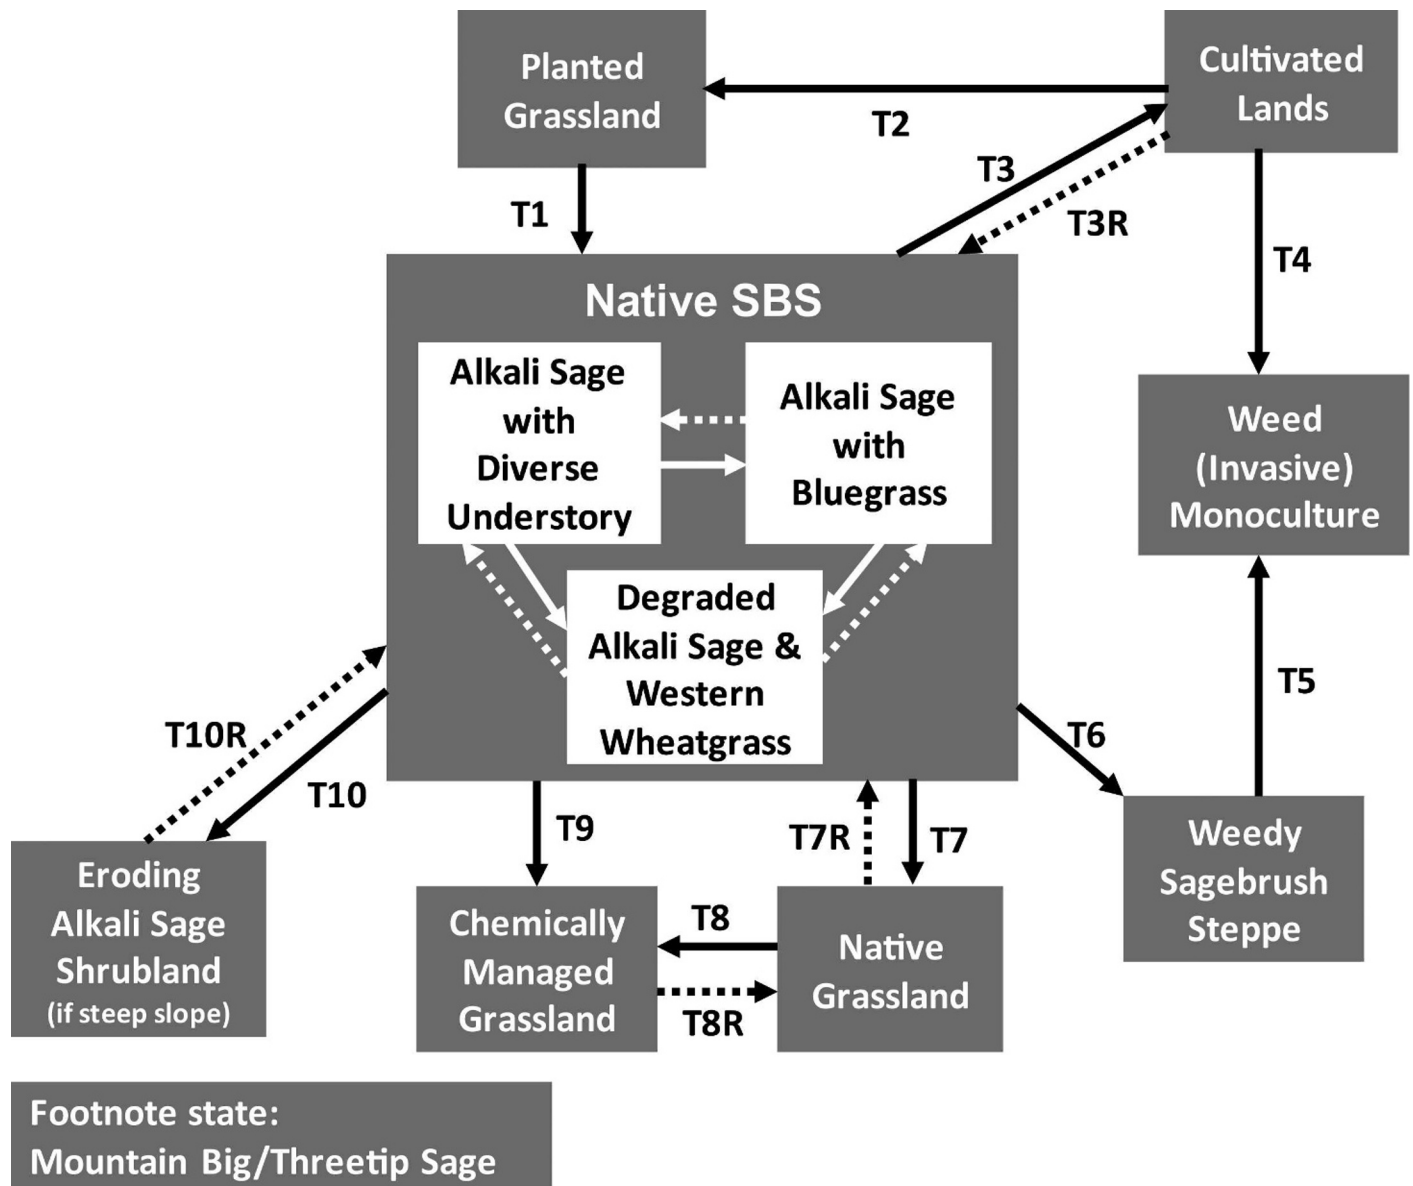 Planted
Grassland
Cultivated
Lands
T2
T3
T3R
T1
T4
Native SBS
Alkali Sage
with
Diverse
Understory
Alkali Sage
with
Bluegrass
Weed
(Invasive)
Monoculture
Degraded
Alkali Sage &
Western
Wheatgrass
T5
T6
T10R
T10
T9
T7R
T7
Weedy
Sagebrush
Steppe
Eroding
Alkali Sage
Shrubland
(if steep slope)
Chemically
Managed
Grassland
T8
T8R
Native
Grassland
Footnote state:
Mountain Big/Threetip Sage